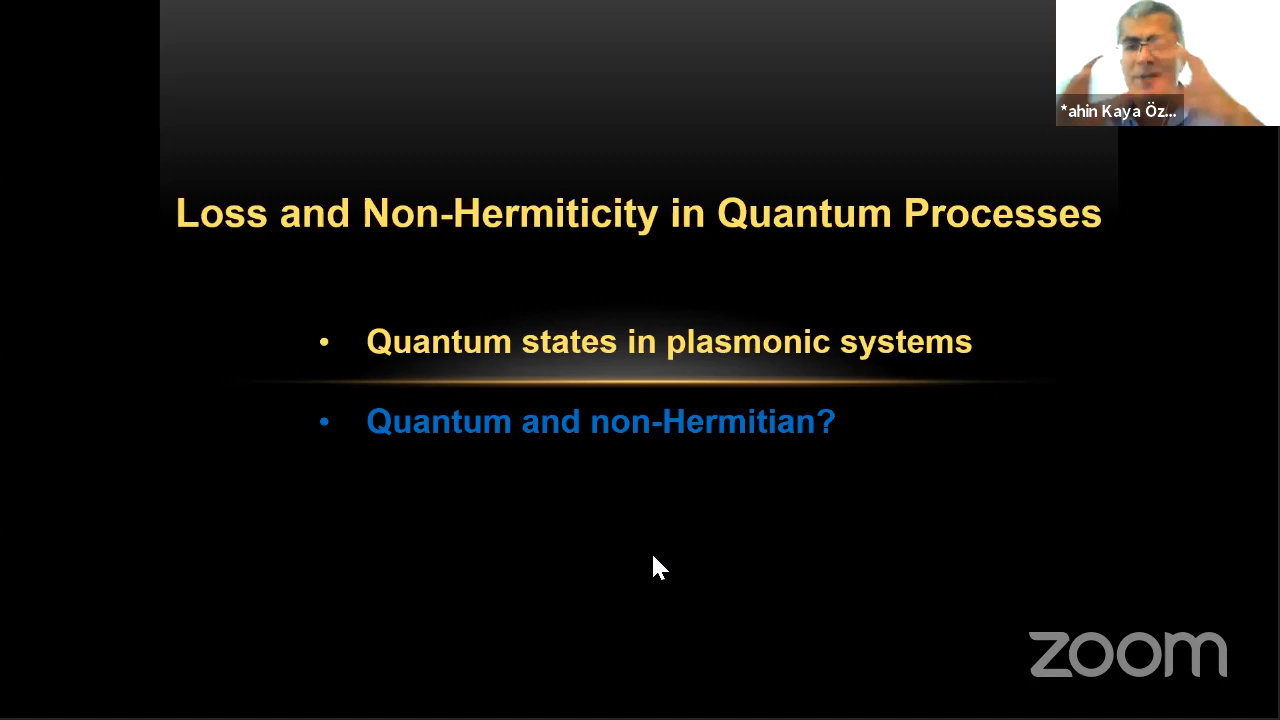 *ahin Kaya Öz...
Loss and Non-Hermiticity in Quantum Processes
• Quantum states in plasmonic systems
• Quantum and non-Hermitian?
zoom